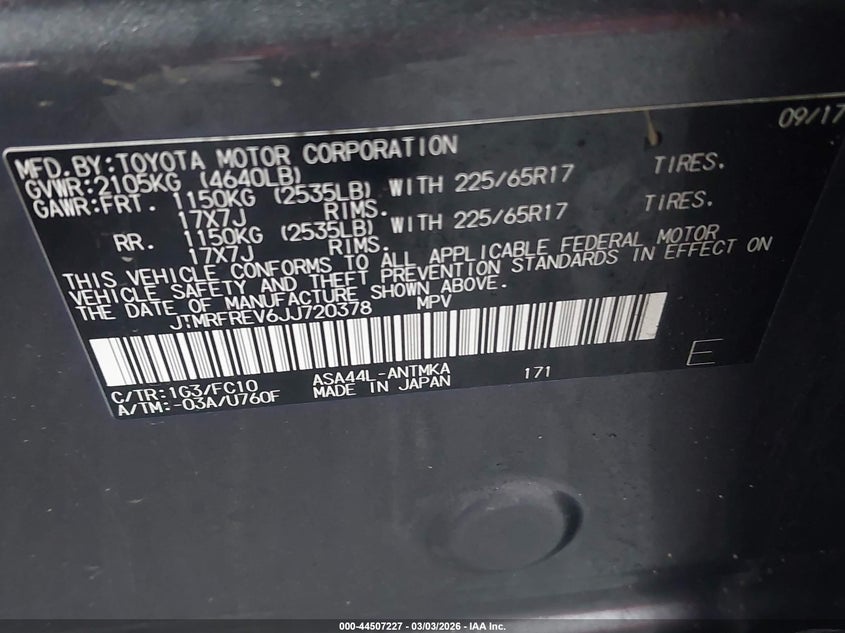 09/17
MFD.BY:TOYOTA MOTOR CORPORATION
GVWR:2105KG (4640LB)
GAWR:FRT. 1150KG (2535LB) WITH 225/65R17 TIRES.
17X7J RIMS.
RR. 1150KG (2535LB) WITH 225/65R17 TIRES.
17X7J RIMS.
THIS VEHICLE CONFORMS TO ALL APPLICABLE FEDERAL MOTOR
VEHICLE SAFETY AND THEFT PREVENTION STANDARDS IN EFFECT ON
THE DATE OF MANUFACTURE SHOWN ABOVE.
JTMRFREV6JJ720378 MPV
C/TR:1G3/FC10 ASA44L-ANTMKA 171 E
A/TM:-03A/U760F MADE IN JAPAN
000-44507227 - 03/03/2026 - IAA Inc.